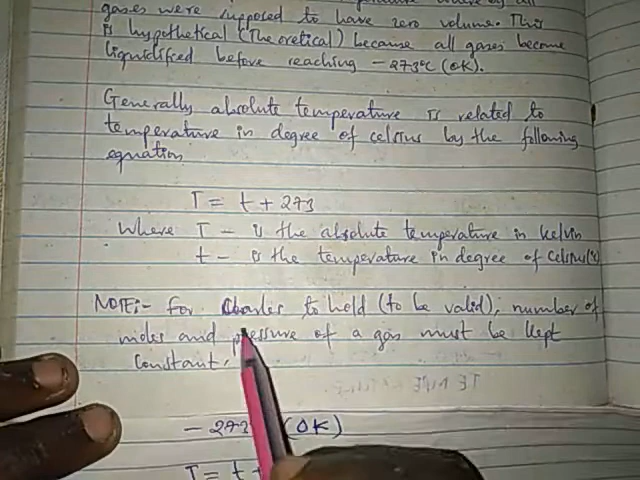 gases were supposed to have zero volume. This
is hypothetical (Theoretical) because all gases become
liquidified before reaching -273°C (0K).
Generally absolute temperature is related to
temperature in degree of celsius by the following
equation
T = t + 273
Where T - is the absolute temperature in kelvin
t - is the temperature in degree of Celsius(°C)
NOTE:- For Charles to hold (to be valid), number of
moles and pressure of a gas must be kept
constant.
-273 (0K)
T = t +